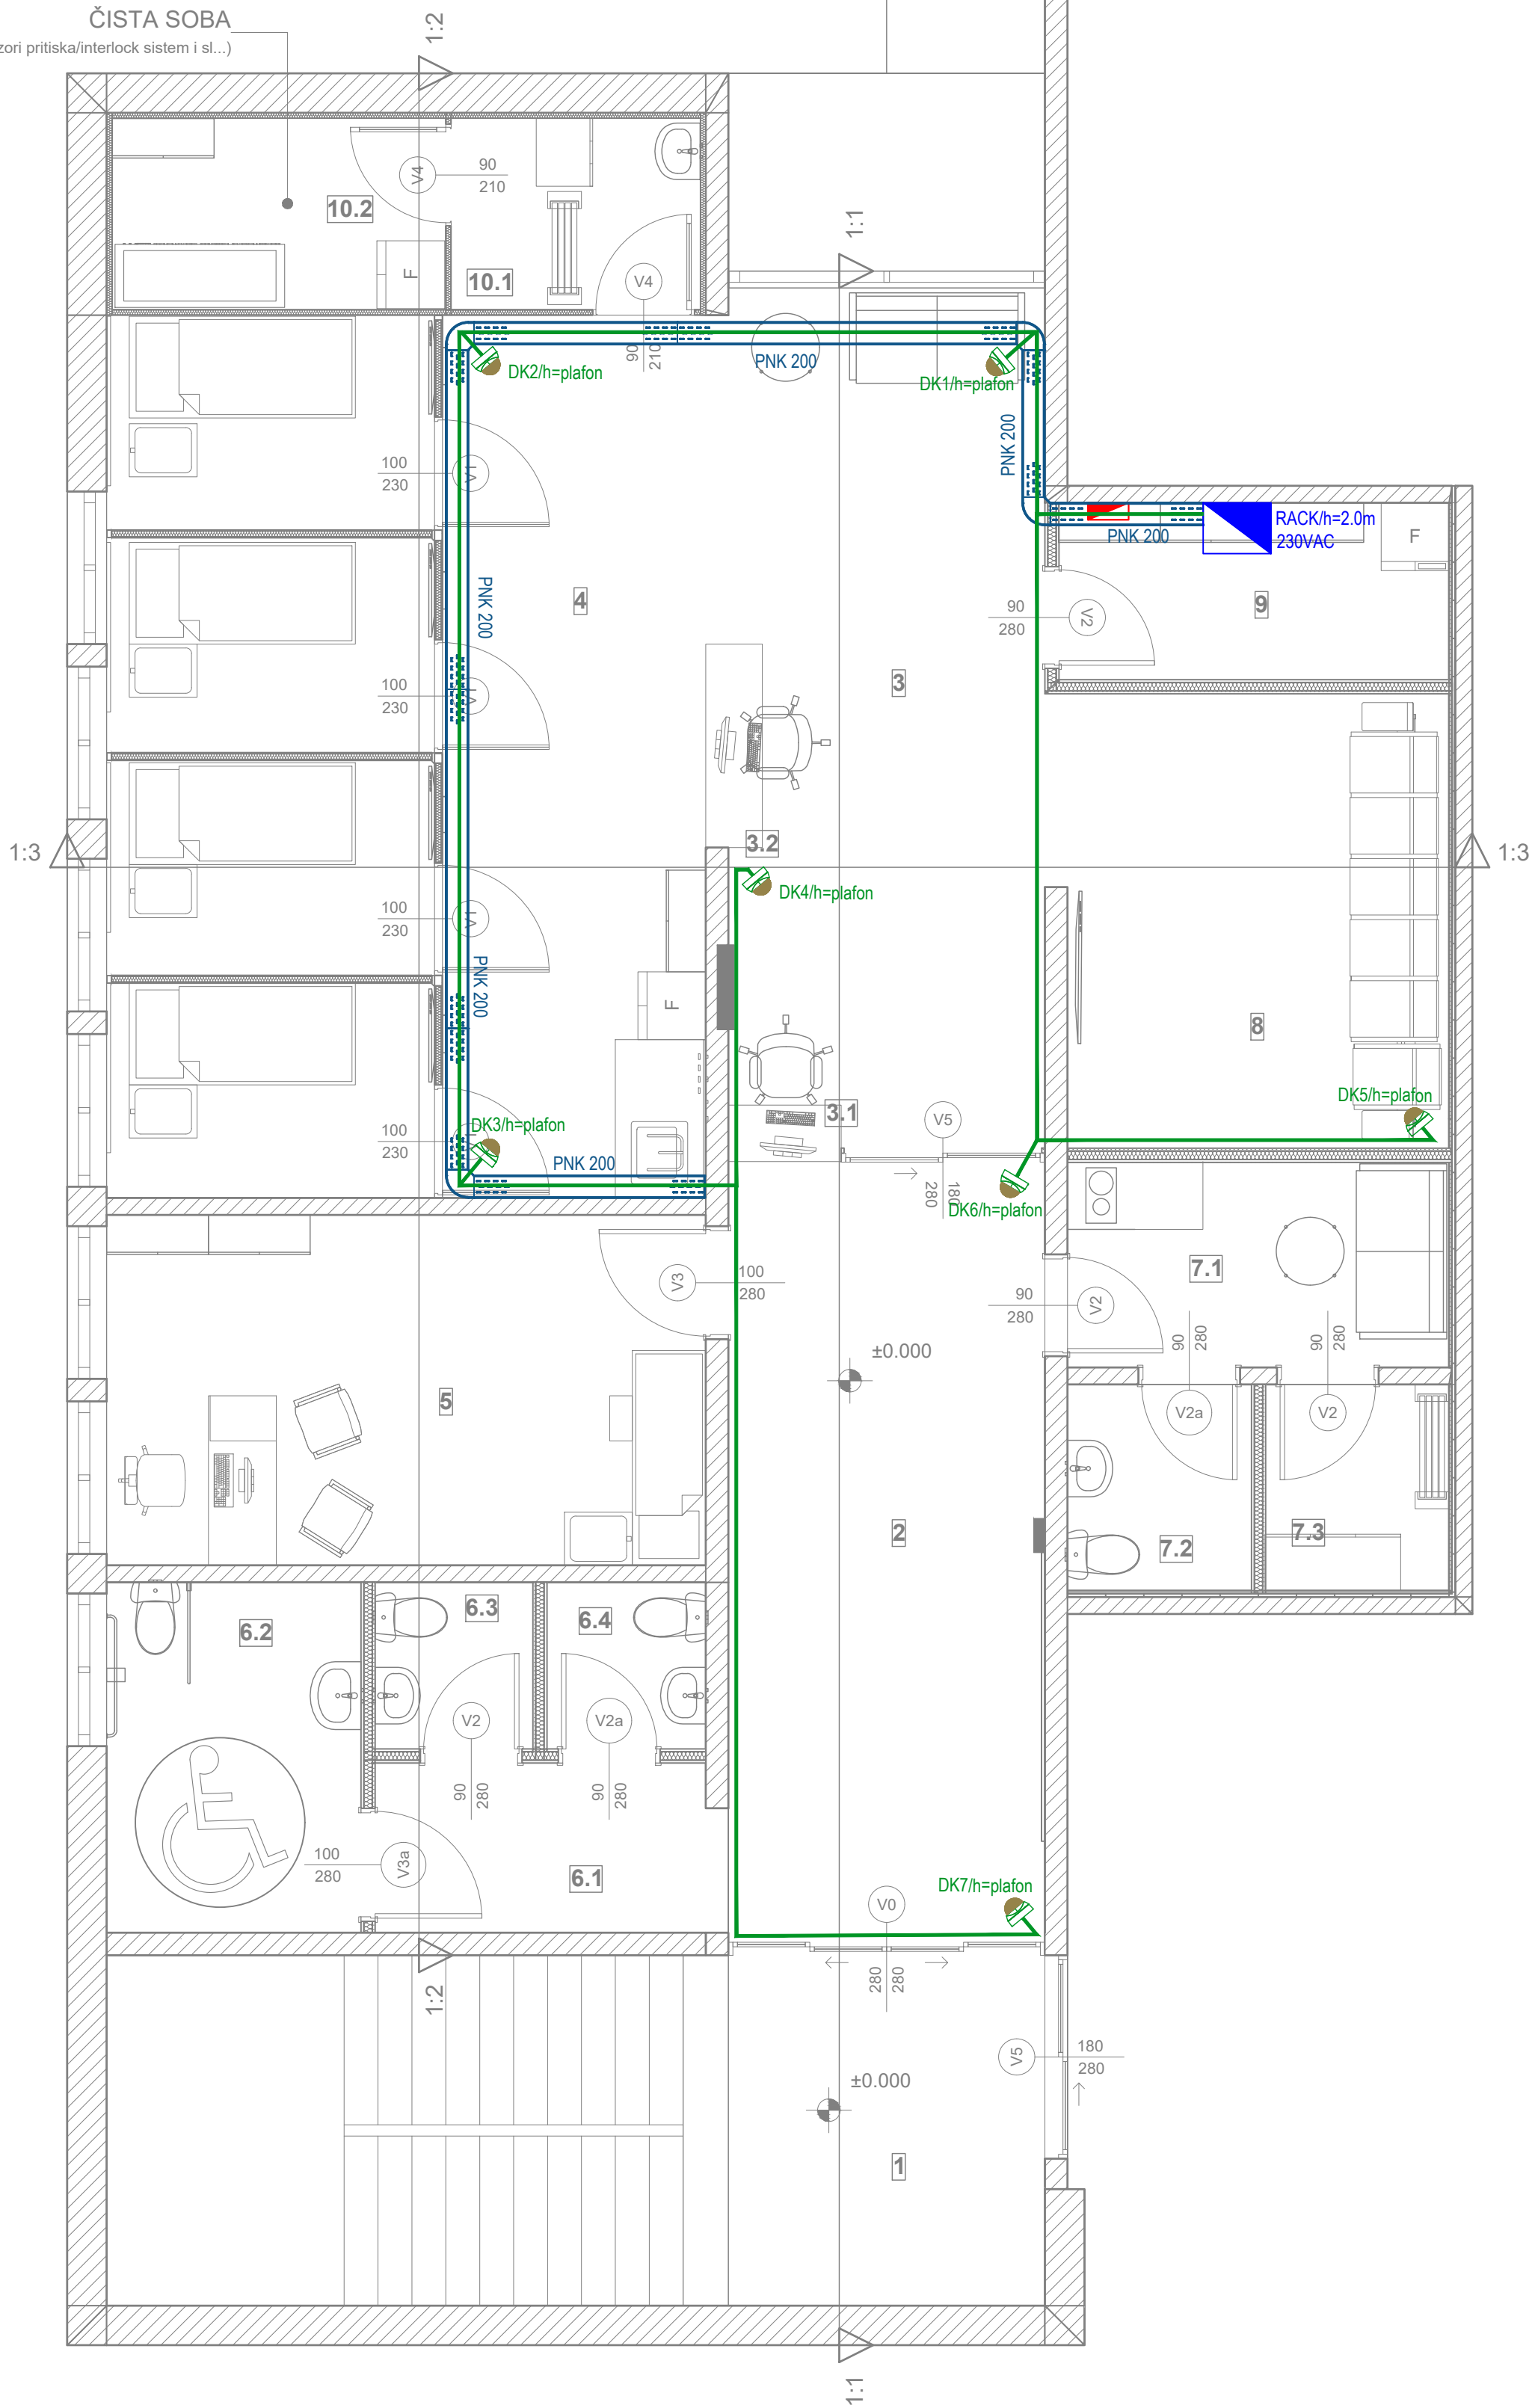 ČISTA SOBA
zori pritiska/interlock sistem i sl...)
1:2
V4
90
210
10.2
F
10.1
V4
90
210
1:1
PNK 200
DK2/h=plafon
DK1/h=plafon
PNK 200
100
230
V1
RACK/h=2.0m
230VAC
PNK 200
F
PNK 200
4
90
280
V2
9
100
230
3
3.2
1:3
1:3
DK4/h=plafon
100
230
V1
PNK 200
F
8
DK5/h=plafon
3.1
V5
180
280
DK3/h=plafon
100
230
PNK 200
DK6/h=plafon
7.1
V3
100
280
90
280
V2
90
280
90
280
±0.000
5
V2a
V2
2
7.2
7.3
6.2
6.3
6.4
V2
V2a
90
280
90
280
100
280
V3a
6.1
DK7/h=plafon
V0
280
280
1:2
V5
180
280
±0.000
1
1:1